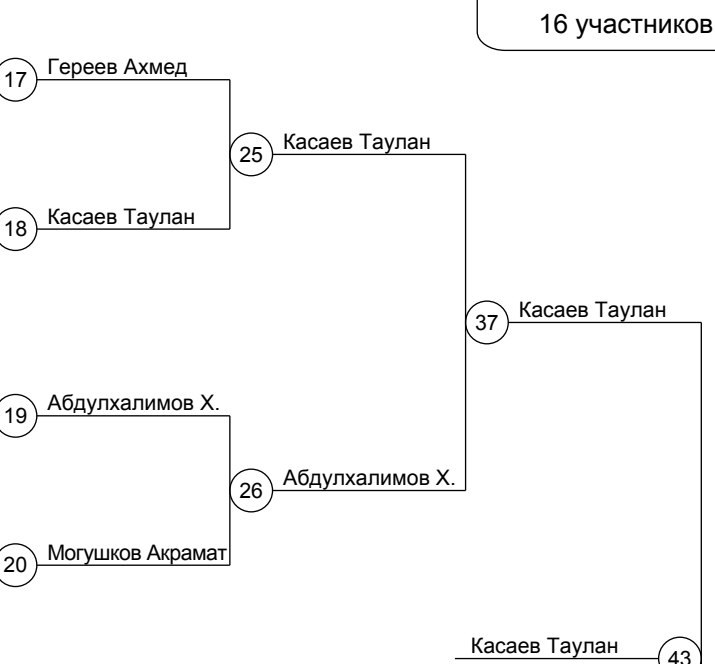 16 участников
17 Гереев Ахмед
25 Касаев Таулан
18 Касаев Таулан
37 Касаев Таулан
19 Абдулхалимов Х.
26 Абдулхалимов Х.
20 Могушков Акрамат
Касаев Таулан
43